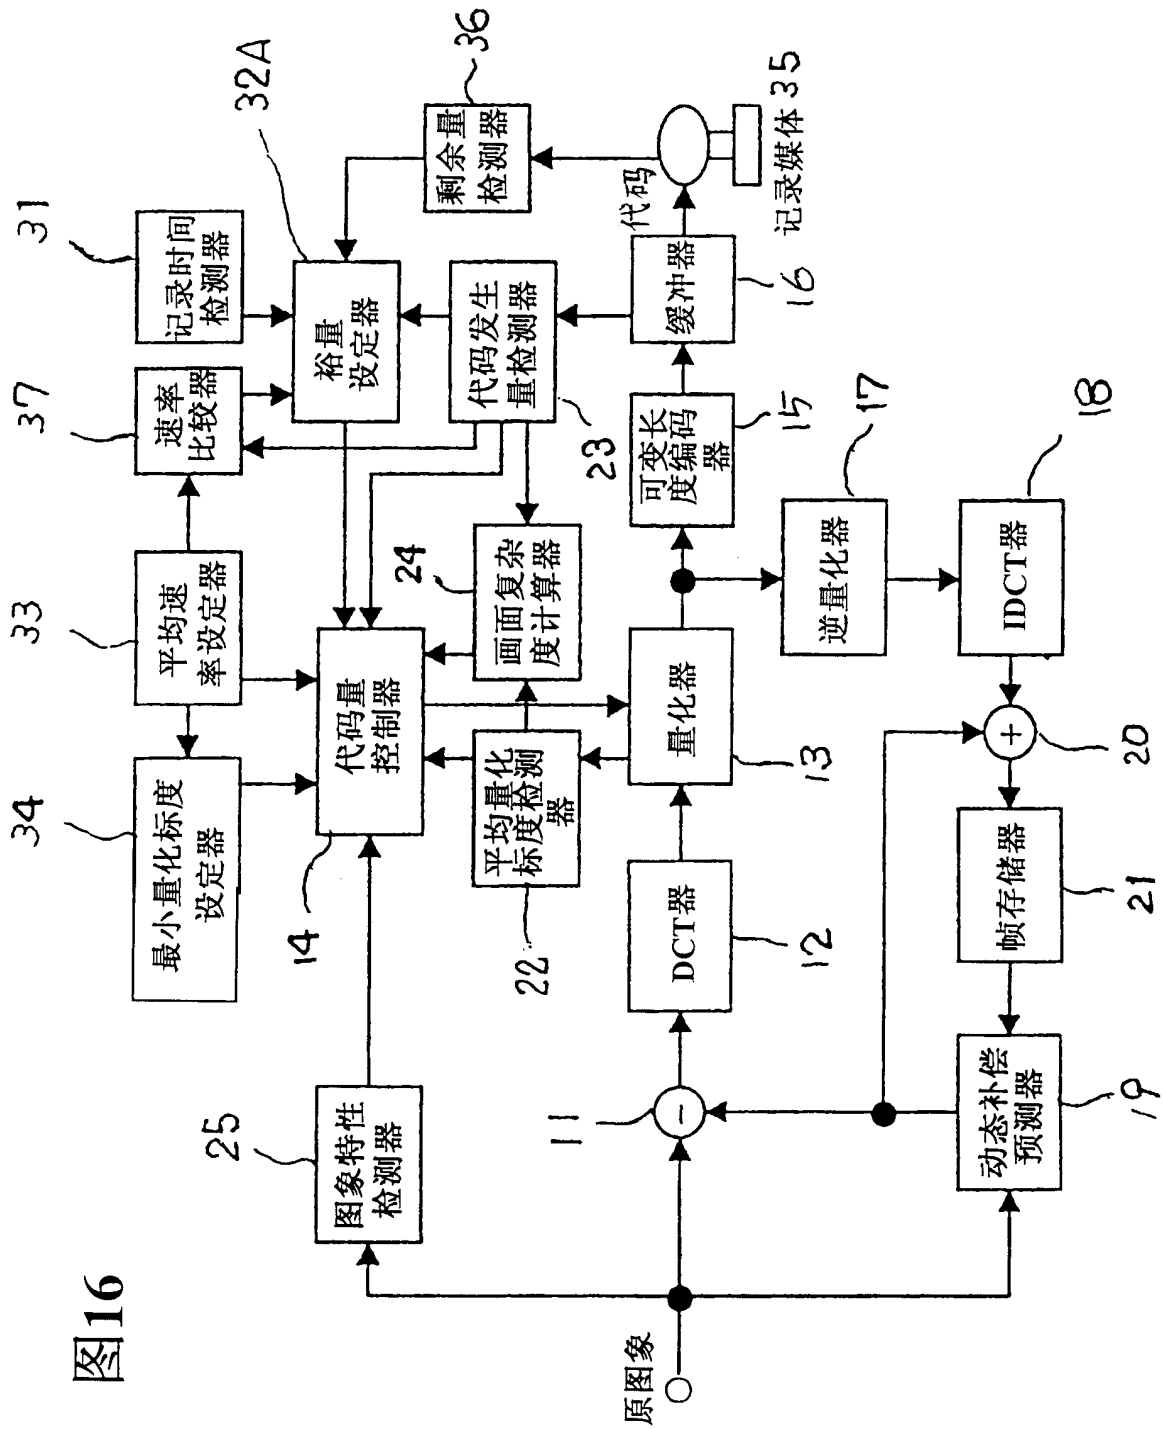 图16
34
33
37
31
最小量化标度
设定器
平均速
率设定器
速率
比较器
记录时间
检测器
32A
36
25
14
图象特性
检测器
代码量
控制器
裕量
设定器
剩余量
检测器
24
22
平均量化
标度检测
器
画面复杂
度计算器
代码发生
量检测器
23
代码
原图象
11
−
DCT器
12
量化器
13
可变长
度编码
器
15
缓冲器
16
记录媒体35
逆量化器
17
动态补偿
预测器
19
帧存储器
21
+
20
IDCT器
18